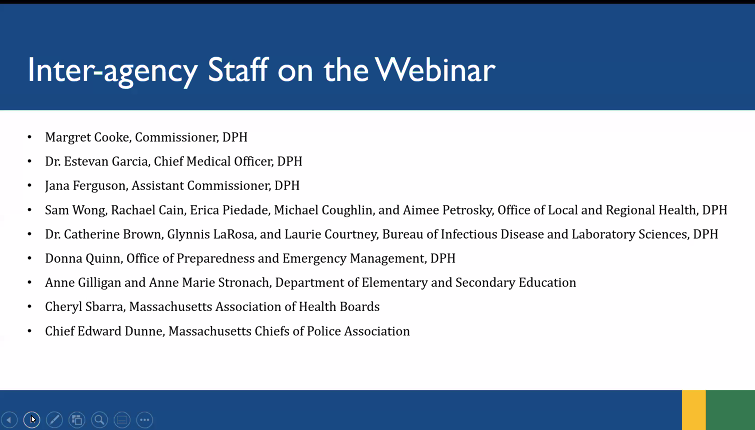 Inter-agency Staff on the Webinar
• Margret Cooke, Commissioner, DPH
• Dr. Estevan Garcia, Chief Medical Officer, DPH
• Jana Ferguson, Assistant Commissioner, DPH
• Sam Wong, Rachael Cain, Erica Piedade, Michael Coughlin, and Aimee Petrosky, Office of Local and Regional Health, DPH
• Dr. Catherine Brown, Glynnis LaRosa, and Laurie Courtney, Bureau of Infectious Disease and Laboratory Sciences, DPH
• Donna Quinn, Office of Preparedness and Emergency Management, DPH
• Anne Gilligan and Anne Marie Stronach, Department of Elementary and Secondary Education
• Cheryl Sbarra, Massachusetts Association of Health Boards
• Chief Edward Dunne, Massachusetts Chiefs of Police Association